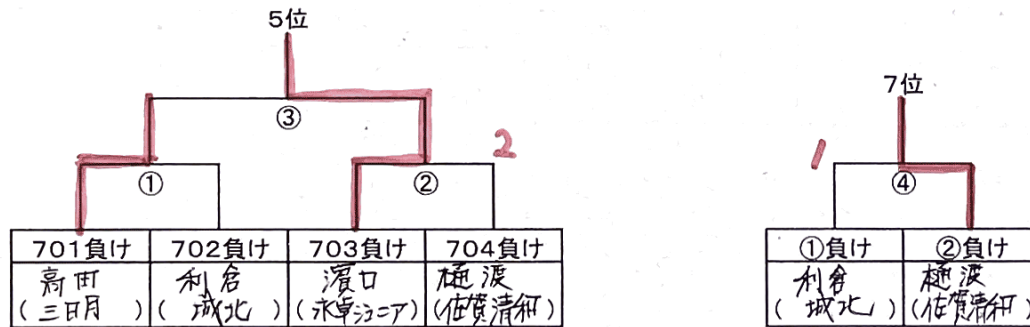 5位
7位
③
2
1
①
②
④
701負け 702負け 703負け 704負け
①負け ②負け
高田 利倉 濱口 樋渡
利倉 樋渡
(三日月) (城北) (永卓ジュニア) (佐賀清和)
(城北) (佐賀清和)